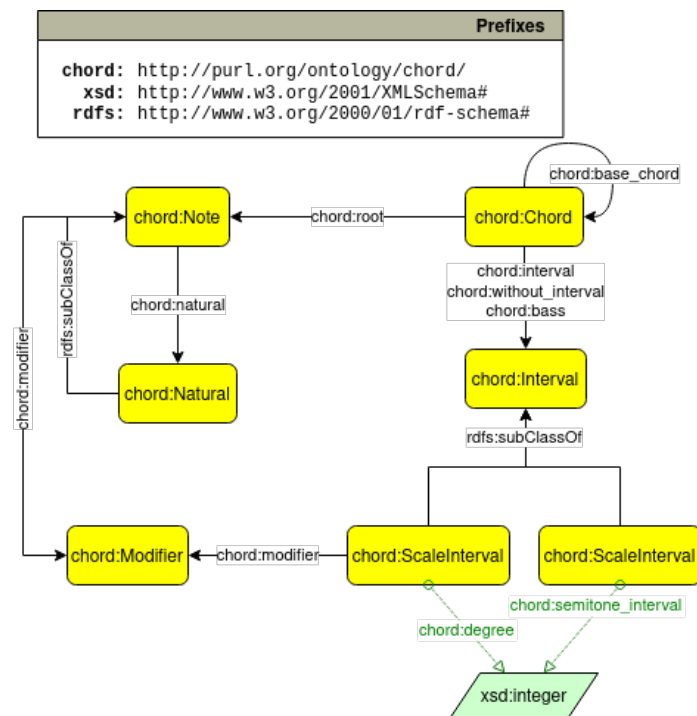 Prefixes
chord: http://purl.org/ontology/chord/
xsd: http://www.w3.org/2001/XMLSchema#
rdfs: http://www.w3.org/2000/01/rdf-schema#
chord:base_chord
chord:Note
chord:root
chord:Chord
rdfs:subClassOf
chord:natural
chord:interval
chord:without_interval
chord:bass
chord:modifier
chord:Natural
chord:Interval
rdfs:subClassOf
chord:Modifier
chord:modifier
chord:ScaleInterval
chord:ScaleInterval
chord:semitone_interval
chord:degree
xsd:integer